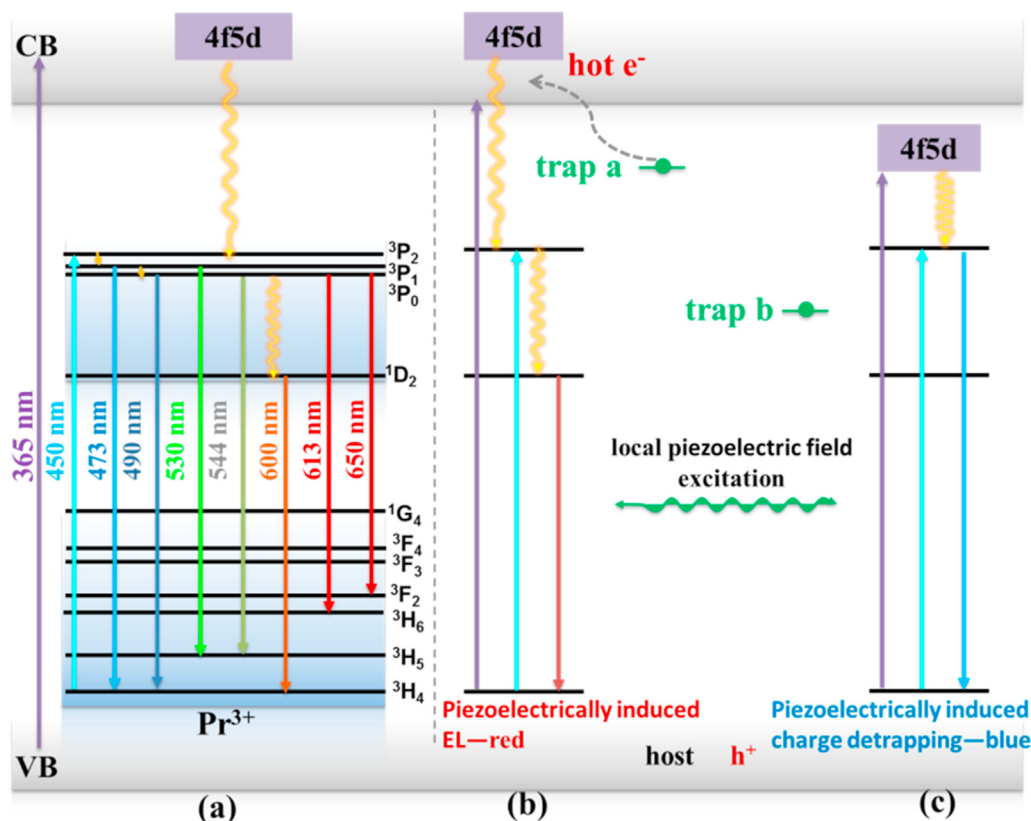 CB
4f5d
4f5d
hot e⁻
trap a
4f5d
³P₂
³P₁
³P₀
trap b
¹D₂
365 nm
450 nm
473 nm
490 nm
530 nm
544 nm
600 nm
613 nm
650 nm
local piezoelectric field
excitation
¹G₄
³F₄
³F₃
³F₂
³H₆
³H₅
³H₄
Pr³⁺
Piezoelectrically induced
EL—red
Piezoelectrically induced
charge detrapping—blue
host h⁺
VB
(a)
(b)
(c)